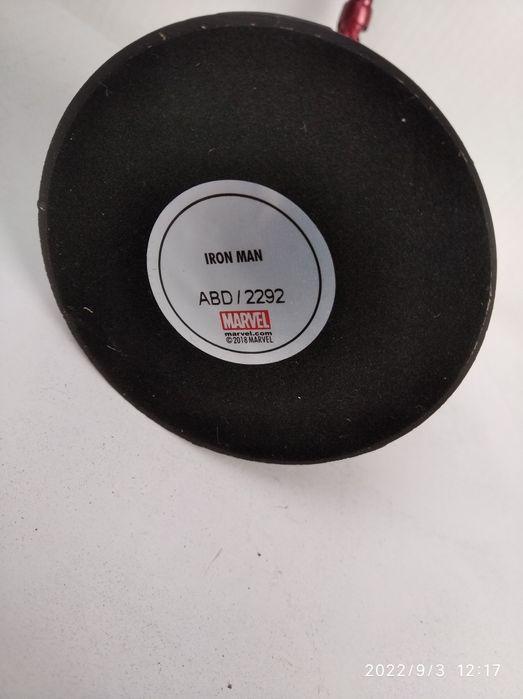 IRON MAN
ABD / 2292
MARVEL
marvel.com
© 2018 MARVEL
2022/9/3 12:17